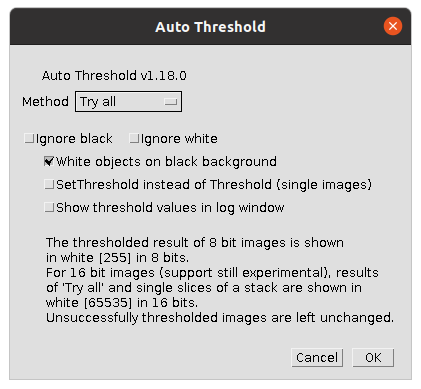 Auto Threshold
Auto Threshold v1.18.0
Method Try all
Ignore black Ignore white
White objects on black background
SetThreshold instead of Threshold (single images)
Show threshold values in log window
The thresholded result of 8 bit images is shown
in white [255] in 8 bits.
For 16 bit images (support still experimental), results
of 'Try all' and single slices of a stack are shown in
white [65535] in 16 bits.
Unsuccessfully thresholded images are left unchanged.
Cancel OK